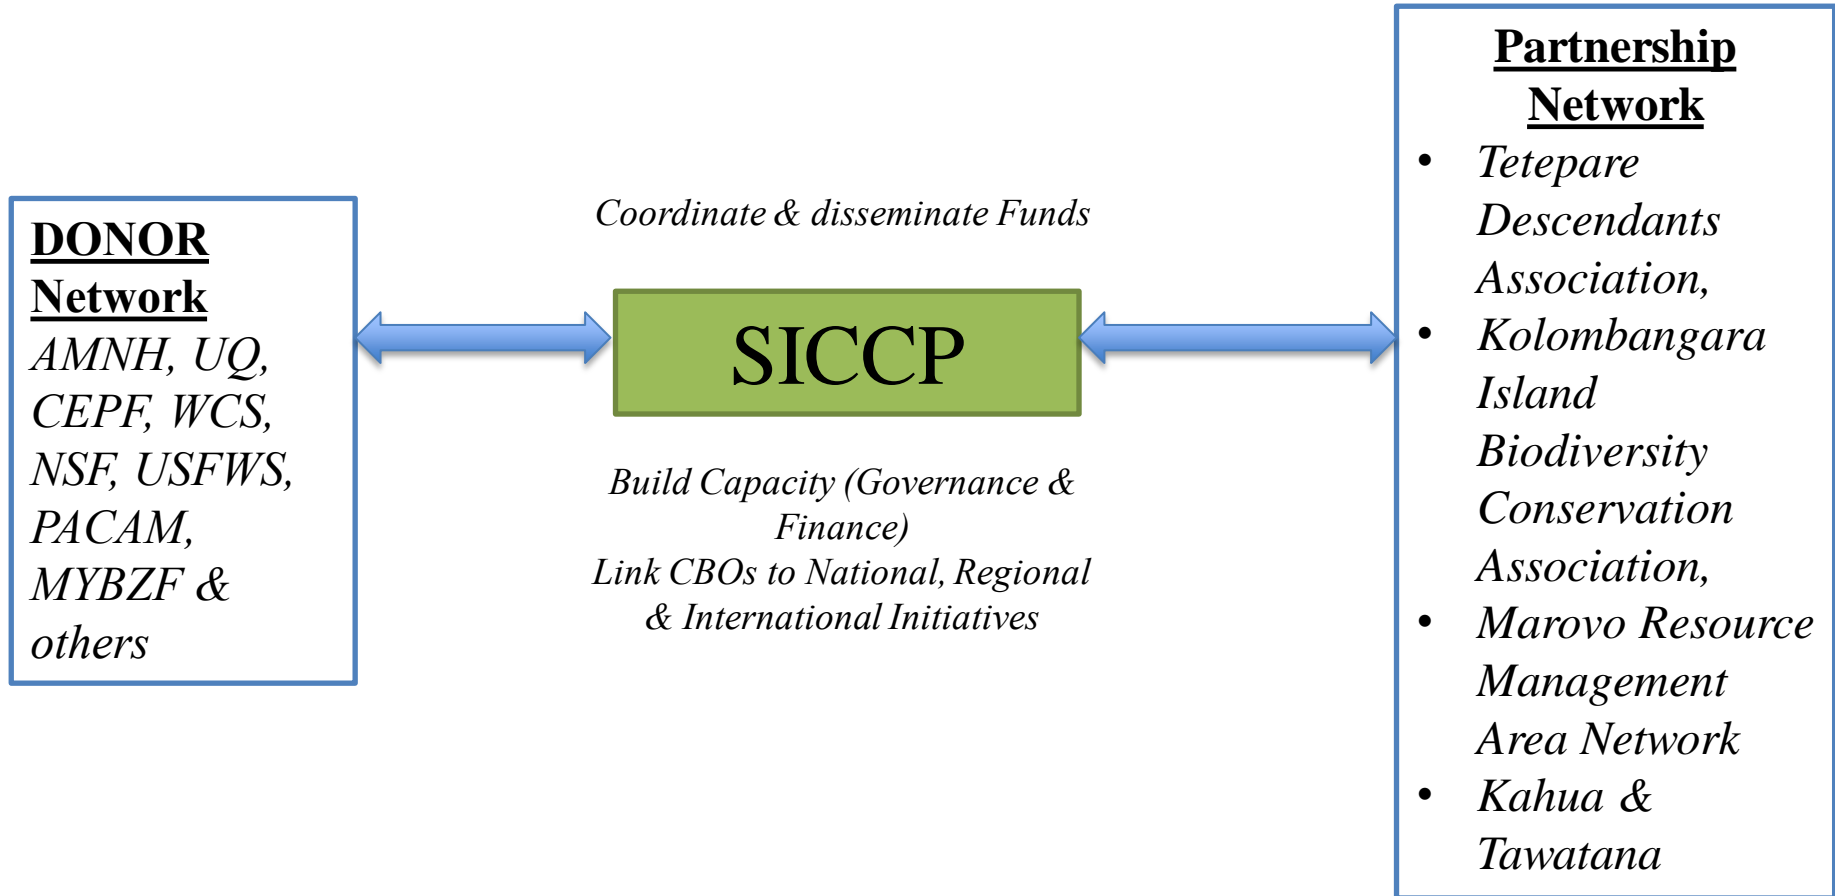 DONOR
Network
AMNH, UQ,
CEPF, WCS,
NSF, USFWS,
PACAM,
MYBZF &
others
Coordinate & disseminate Funds
SICCP
Build Capacity (Governance &
Finance)
Link CBOs to National, Regional
& International Initiatives
Partnership
Network
• Tetepare
Descendants
Association,
• Kolombangara
Island
Biodiversity
Conservation
Association,
• Marovo Resource
Management
Area Network
• Kahua &
Tawatana